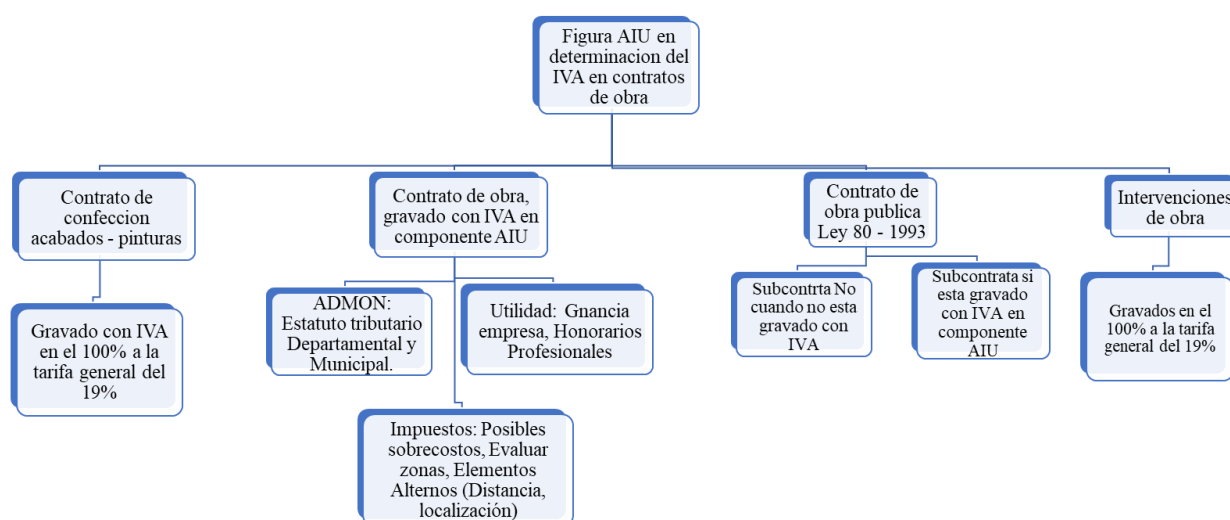 Figura AIU en
determinacion del
IVA en contratos
de obra
Contrato de
confeccion
acabados - pinturas
Contrato de obra,
gravado con IVA en
componente AIU
Contrato de
obra publica
Ley 80 - 1993
Intervenciones
de obra
Gravado con IVA
en el 100% a la
tarifa general del
19%
ADMON:
Estatuto tributario
Departamental y
Municipal.
Utilidad: Gnancia
empresa, Honorarios
Profesionales
Subcontrta No
cuando no esta
gravado con
IVA
Subcontrata si
esta gravado
con IVA en
componente
AIU
Gravados en el
100% a la tarifa
general del 19%
Impuestos: Posibles
sobrecostos, Evaluar
zonas, Elementos
Alternos (Distancia,
localización)